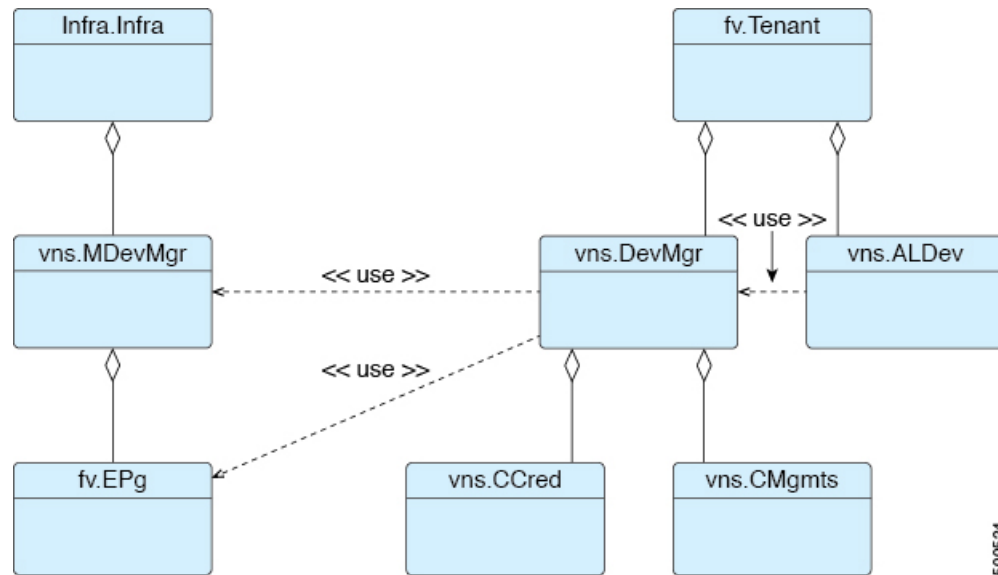 Infra.Infra
fv.Tenant
<< use >>
vns.MDevMgr
vns.DevMgr
vns.ALDev
<< use >>
<< use >>
fv.EPg
vns.CCred
vns.CMgmts